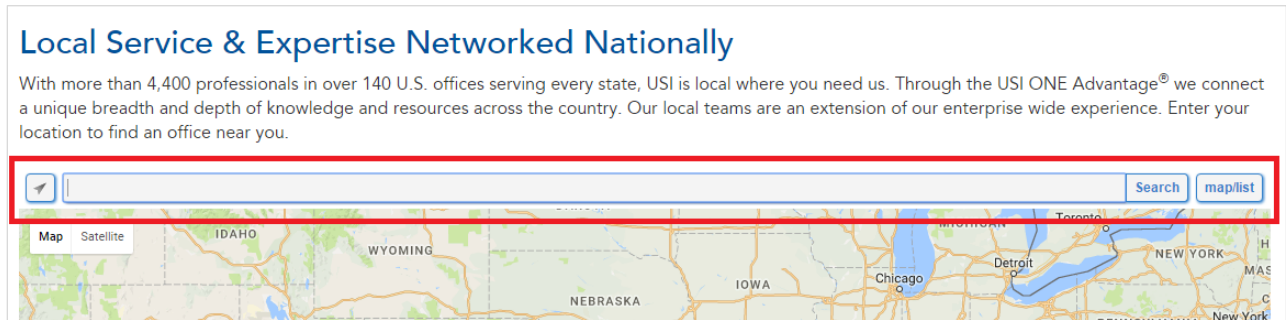 Local Service & Expertise Networked Nationally
With more than 4,400 professionals in over 140 U.S. offices serving every state, USI is local where you need us. Through the USI ONE Advantage® we connect
a unique breadth and depth of knowledge and resources across the country. Our local teams are an extension of our enterprise wide experience. Enter your
location to find an office near you.
Search map/list
Toronto
MICHIGAN
Map Satellite
IDAHO
WYOMING
Detroit
NEW YORK
MAS
Chicago
IOWA
NEBRASKA
New York